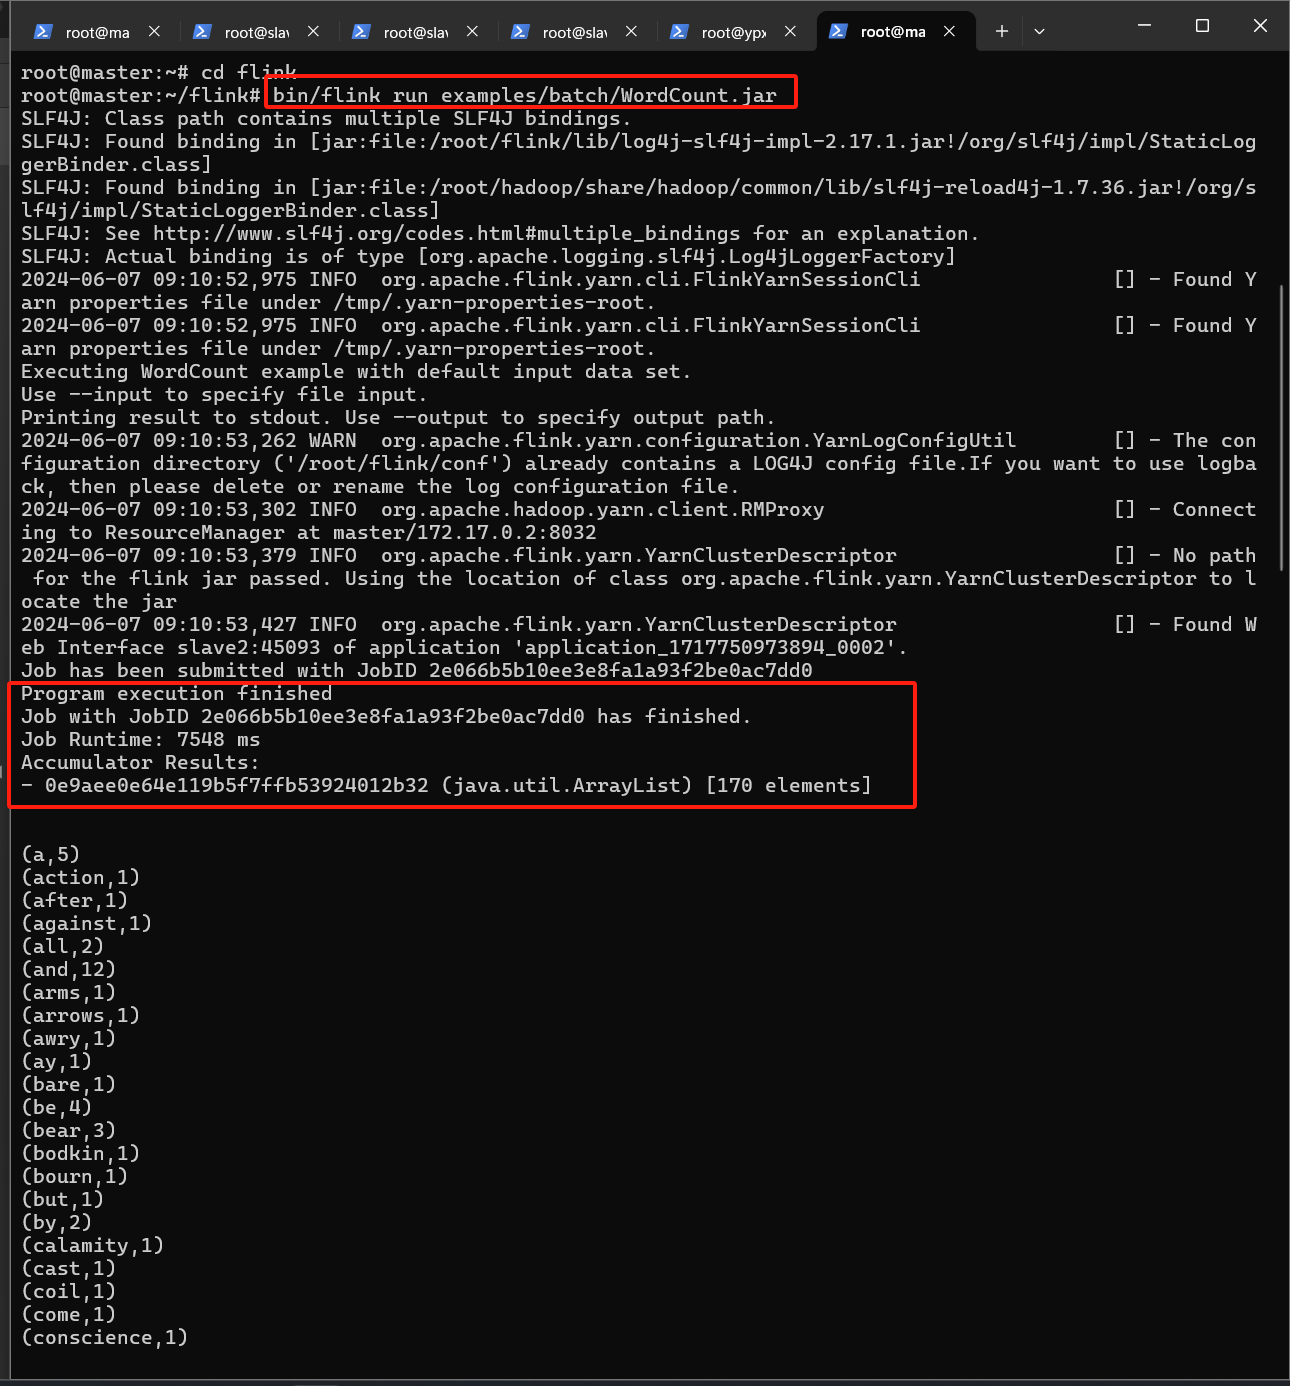 root@ma
root@slav
root@slav
root@slav
root@ypx
root@ma
root@master:~# cd flink
root@master:~/flink# bin/flink run examples/batch/WordCount.jar
SLF4J: Class path contains multiple SLF4J bindings.
SLF4J: Found binding in [jar:file:/root/flink/lib/log4j-slf4j-impl-2.17.1.jar!/org/slf4j/impl/StaticLog
gerBinder.class]
SLF4J: Found binding in [jar:file:/root/hadoop/share/hadoop/common/lib/slf4j-reload4j-1.7.36.jar!/org/s
lf4j/impl/StaticLoggerBinder.class]
SLF4J: See http://www.slf4j.org/codes.html#multiple_bindings for an explanation.
SLF4J: Actual binding is of type [org.apache.logging.slf4j.Log4jLoggerFactory]
2024-06-07 09:10:52,975 INFO  org.apache.flink.yarn.cli.FlinkYarnSessionCli                [] - Found Y
arn properties file under /tmp/.yarn-properties-root.
2024-06-07 09:10:52,975 INFO  org.apache.flink.yarn.cli.FlinkYarnSessionCli                [] - Found Y
arn properties file under /tmp/.yarn-properties-root.
Executing WordCount example with default input data set.
Use --input to specify file input.
Printing result to stdout. Use --output to specify output path.
2024-06-07 09:10:53,262 WARN  org.apache.flink.yarn.configuration.YarnLogConfigUtil        [] - The con
figuration directory ('/root/flink/conf') already contains a LOG4J config file.If you want to use logba
ck, then please delete or rename the log configuration file.
2024-06-07 09:10:53,302 INFO  org.apache.hadoop.yarn.client.RMProxy                        [] - Connect
ing to ResourceManager at master/172.17.0.2:8032
2024-06-07 09:10:53,379 INFO  org.apache.flink.yarn.YarnClusterDescriptor                  [] - No path
 for the flink jar passed. Using the location of class org.apache.flink.yarn.YarnClusterDescriptor to l
ocate the jar
2024-06-07 09:10:53,427 INFO  org.apache.flink.yarn.YarnClusterDescriptor                  [] - Found W
eb Interface slave2:45093 of application 'application_1717750973894_0002'.
Job has been submitted with JobID 2e066b5b10ee3e8fa1a93f2be0ac7dd0
Program execution finished
Job with JobID 2e066b5b10ee3e8fa1a93f2be0ac7dd0 has finished.
Job Runtime: 7548 ms
Accumulator Results:
- 0e9aee0e64e119b5f7ffb53924012b32 (java.util.ArrayList) [170 elements]
(a,5)
(action,1)
(after,1)
(against,1)
(all,2)
(and,12)
(arms,1)
(arrows,1)
(awry,1)
(ay,1)
(bare,1)
(be,4)
(bear,3)
(bodkin,1)
(bourn,1)
(but,1)
(by,2)
(calamity,1)
(cast,1)
(coil,1)
(come,1)
(conscience,1)